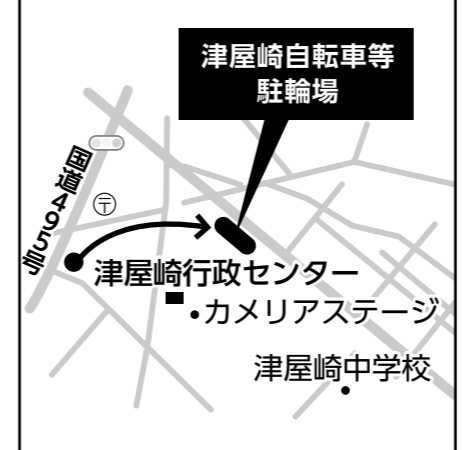 津屋崎自転車等
駐輪場
国道495号
〒
津屋崎行政センター
カメリアステージ
津屋崎中学校